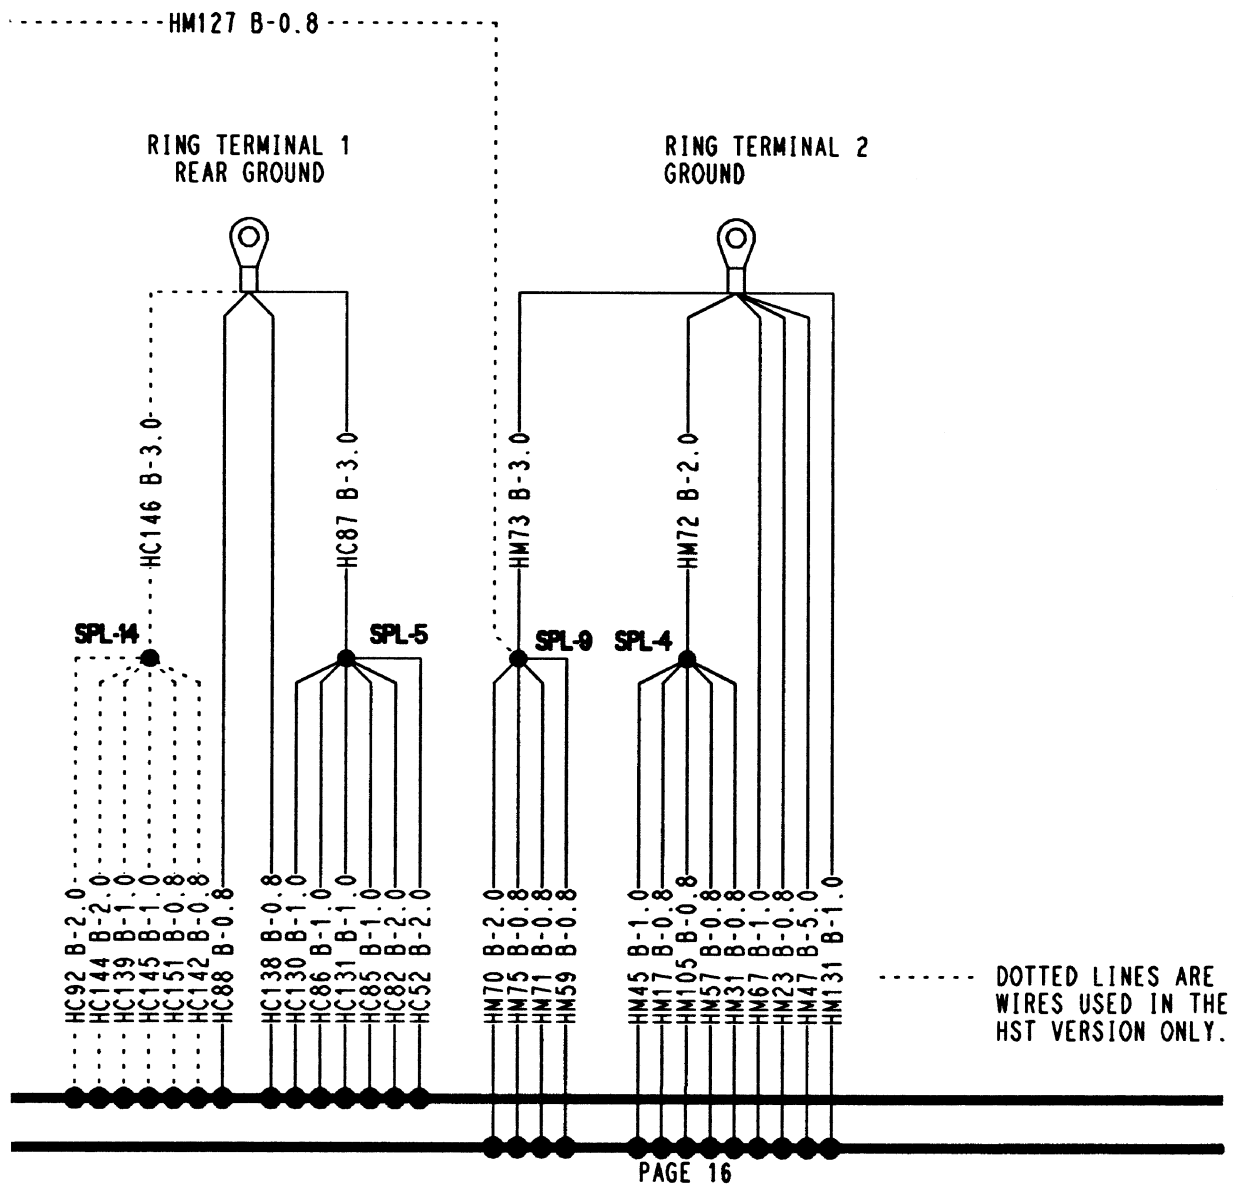 HM127 B-0.8
RING TERMINAL 1
REAR GROUND
RING TERMINAL 2
GROUND
HC146 B-3.0
HC87 B-3.0
HM73 B-3.0
HM72 B-2.0
SPL-14
SPL-5
SPL-9
SPL-4
HC92 B-2.0
HC144 B-2.0
HC139 B-1.0
HC145 B-1.0
HC151 B-0.8
HC142 B-0.8
HC88 B-0.8
HC138 B-0.8
HC130 B-1.0
HC86 B-1.0
HC131 B-1.0
HC85 B-1.0
HC82 B-2.0
HC52 B-2.0
HM70 B-2.0
HM75 B-0.8
HM71 B-0.8
HM59 B-0.8
HM45 B-1.0
HM17 B-0.8
HM105 B-0.8
HM57 B-0.8
HM31 B-0.8
HM67 B-1.0
HM23 B-0.8
HM47 B-5.0
HM131 B-1.0
DOTTED LINES ARE
WIRES USED IN THE
HST VERSION ONLY.
PAGE 16